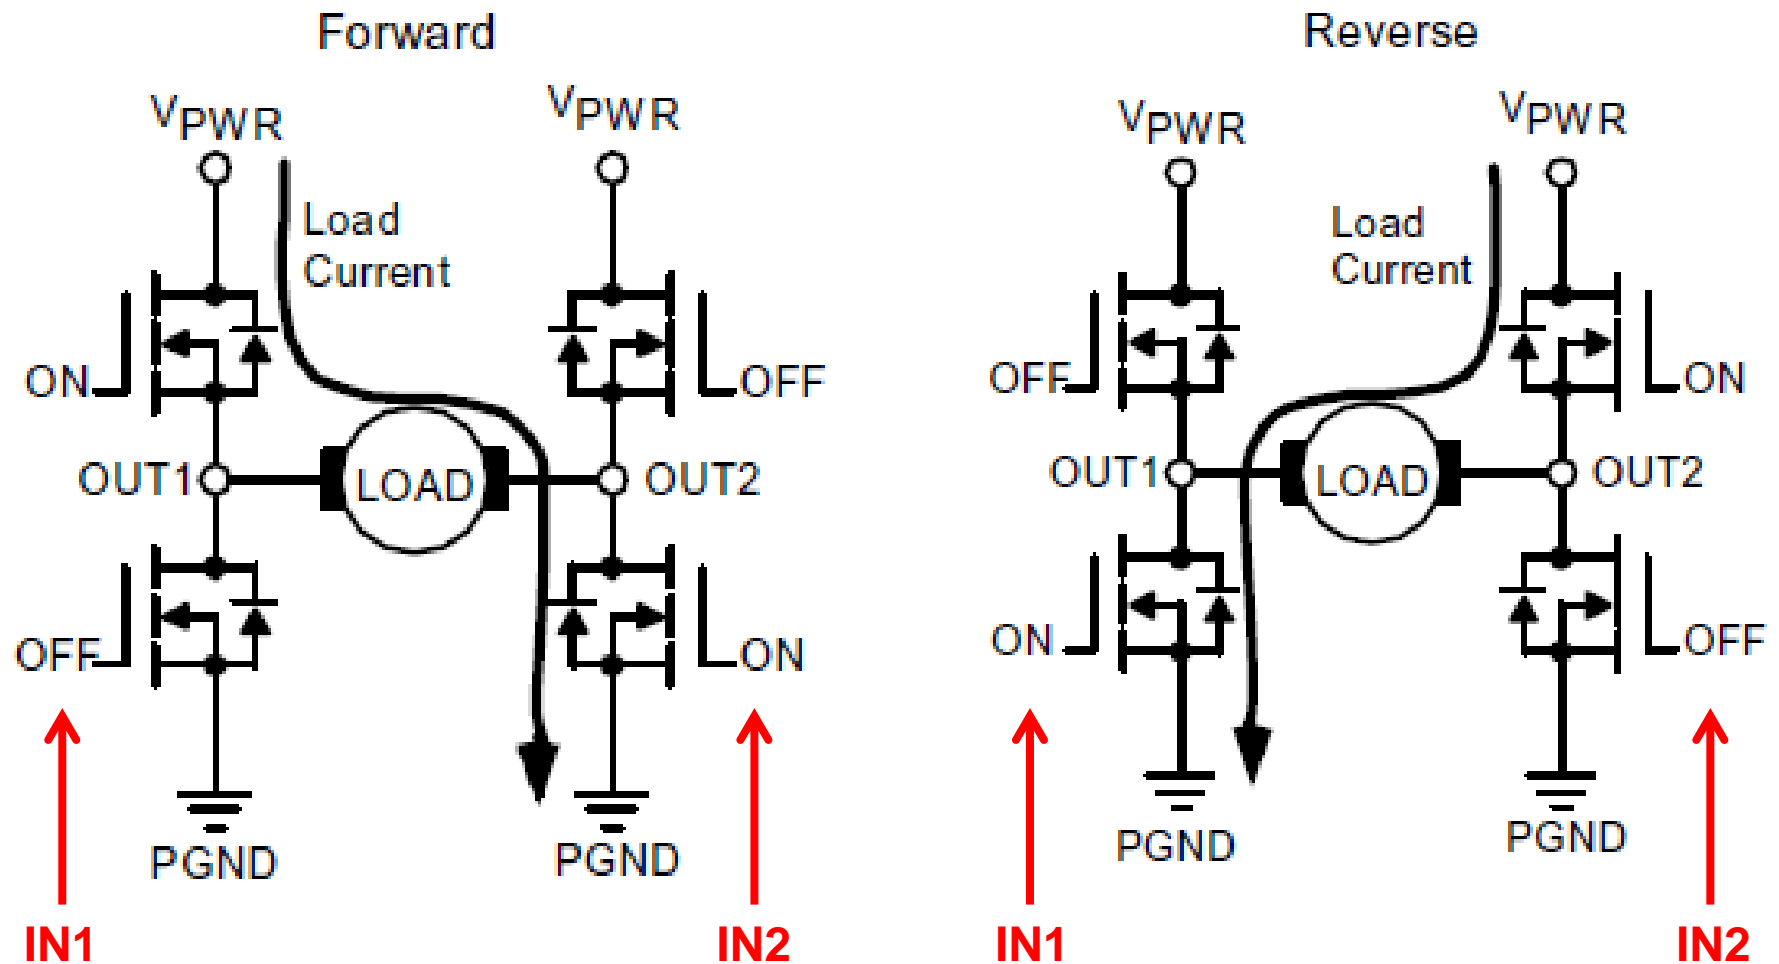 Forward
VPWR
VPWR
Load
Current
ON
OFF
OUT1
LOAD
OUT2
OFF
ON
PGND
PGND
IN1
IN2
Reverse
VPWR
VPWR
Load
Current
OFF
ON
OUT1
LOAD
OUT2
ON
OFF
PGND
PGND
IN1
IN2